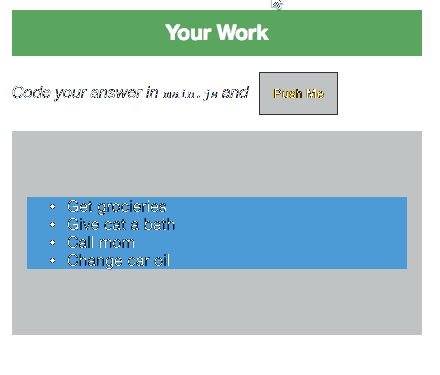 Your Work
Code your answer in main.js and Push Me
Get groceries
Give cat a bath
Call mom
Change car oil